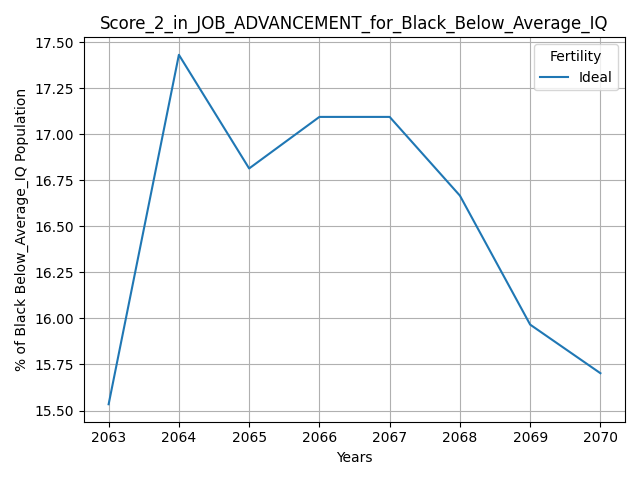 Score_2_in_JOB_ADVANCEMENT_for_Black_Below_Average_IQ
% of Black Below_Average_IQ Population
17.50
17.25
17.00
16.75
16.50
16.25
16.00
15.75
15.50
Fertility
Ideal
2063 2064 2065 2066 2067 2068 2069 2070
Years